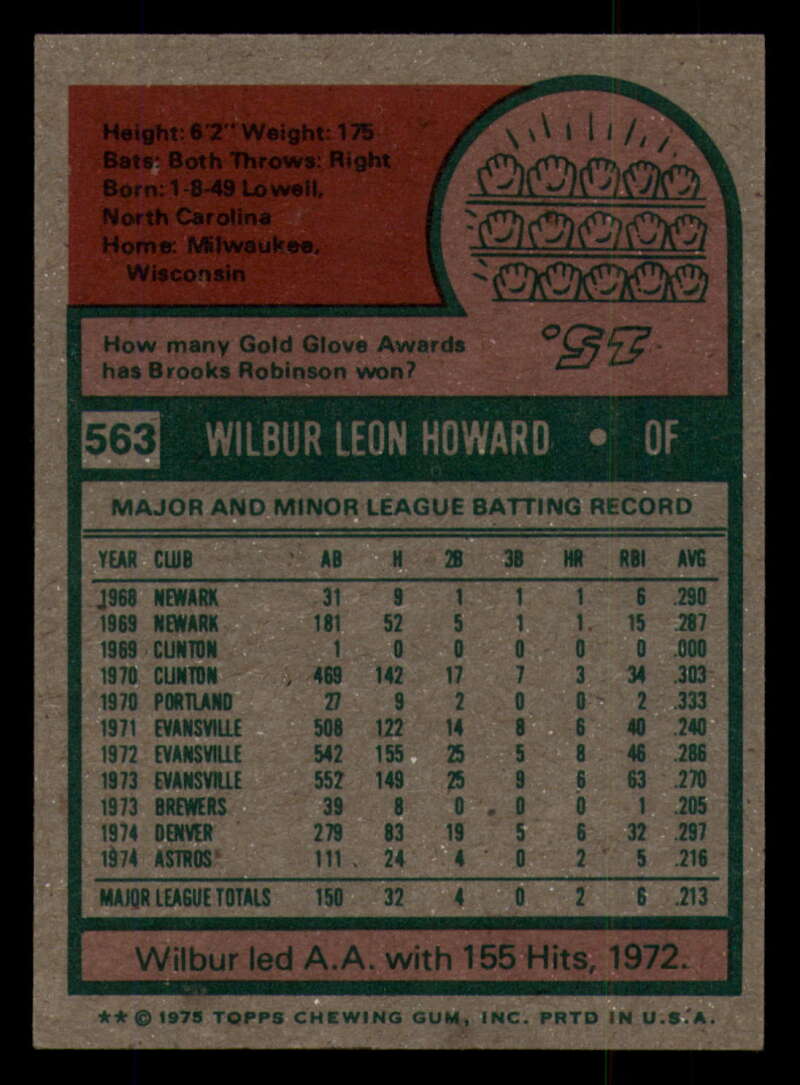 Height: 6'2" Weight: 175
Bats: Both Throws: Right
Born: 1-8-49 Lowell,
North Carolina
Home: Milwaukee,
Wisconsin
How many Gold Glove Awards
has Brooks Robinson won?
15.
563 WILBUR LEON HOWARD • OF
MAJOR AND MINOR LEAGUE BATTING RECORD
YEAR CLUB AB H 2B 3B HR RBI AVG
1968 NEWARK 31 9 1 1 1 6 .290
1969 NEWARK 181 52 5 1 1 15 .287
1969 CLINTON 1 0 0 0 0 0 .000
1970 CLINTON 469 142 17 7 3 34 .303
1970 PORTLAND 27 9 2 0 0 2 .333
1971 EVANSVILLE 508 122 14 8 6 40 .240
1972 EVANSVILLE 542 155 25 5 8 46 .286
1973 EVANSVILLE 552 149 25 9 6 63 .270
1973 BREWERS 39 8 0 0 0 1 .205
1974 DENVER 279 83 19 5 6 32 .297
1974 ASTROS 111 24 4 0 2 5 .216
MAJOR LEAGUE TOTALS 150 32 4 0 2 6 .213
Wilbur led A.A. with 155 Hits, 1972.
** © 1975 TOPPS CHEWING GUM, INC. PRTD IN U.S.A.